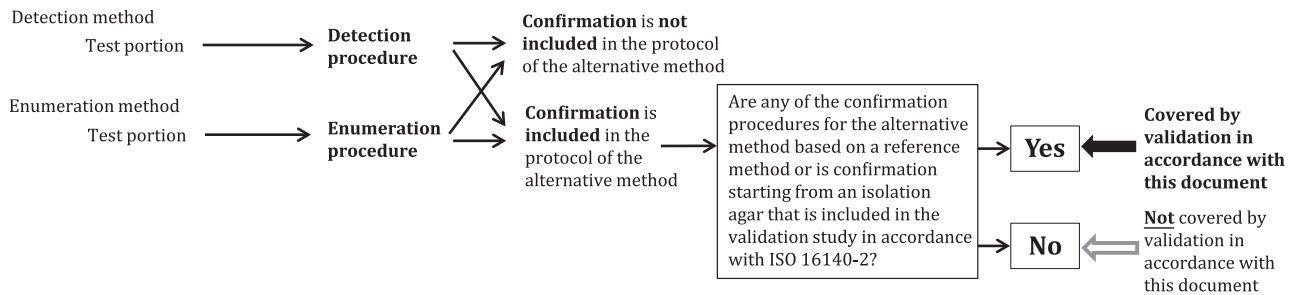 Detection method
Test portion
Detection
procedure
Confirmation is not
included in the protocol
of the alternative method
Enumeration method
Test portion
Enumeration
procedure
Confirmation is
included in the
protocol of the
alternative method
Are any of the confirmation
procedures for the alternative
method based on a reference
method or is confirmation
starting from an isolation
agar that is included in the
validation study in accordance
with ISO 16140-2?
Yes
Covered by
validation in
accordance with
this document
No
Not covered by
validation in
accordance with
this document